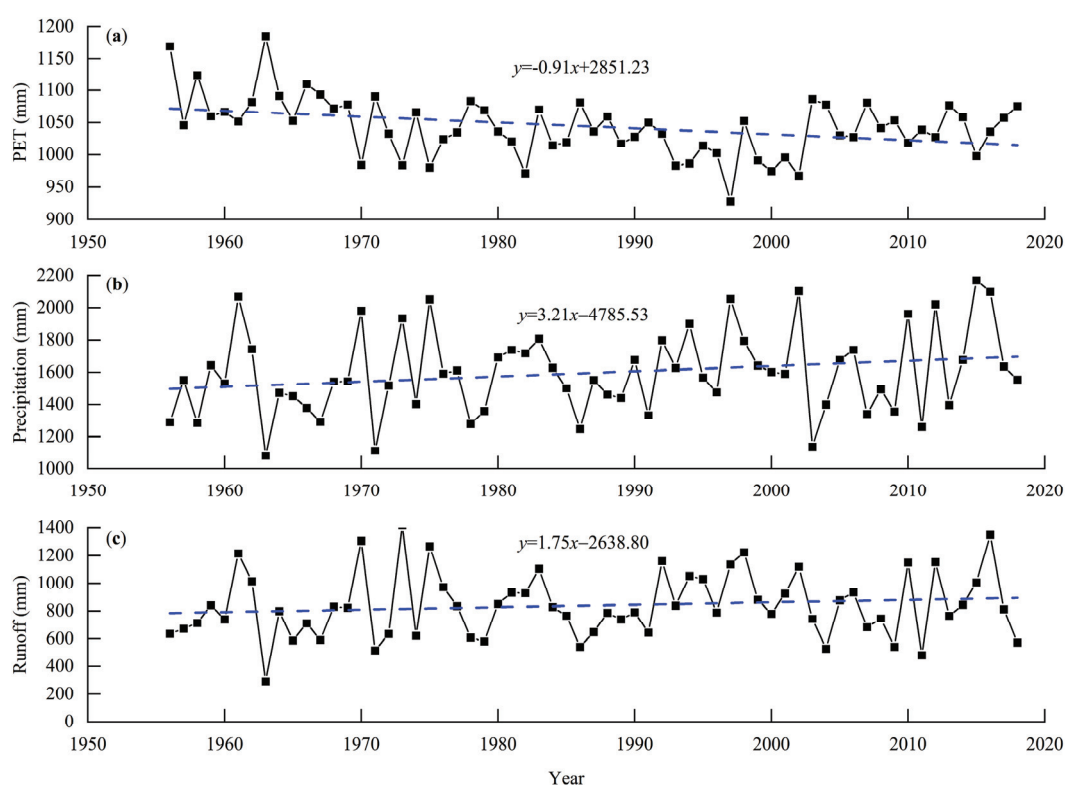 (a)
y=-0.91x+2851.23
PET (mm)
1200
1150
1100
1050
1000
950
900
1950 1960 1970 1980 1990 2000 2010 2020
(b)
y=3.21x−4785.53
Precipitation (mm)
2200
2000
1800
1600
1400
1200
1000
1950 1960 1970 1980 1990 2000 2010 2020
(c)
y=1.75x−2638.80
Runoff (mm)
1400
1200
1000
800
600
400
200
0
1950 1960 1970 1980 1990 2000 2010 2020
Year